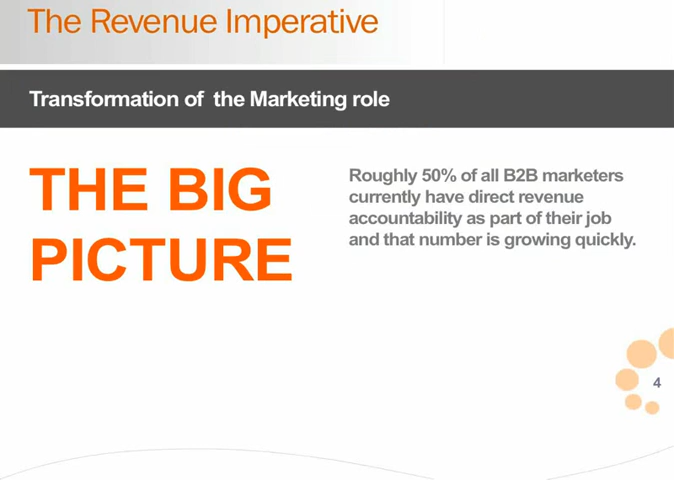 The Revenue Imperative
Transformation of the Marketing role
THE BIG
PICTURE
Roughly 50% of all B2B marketers
currently have direct revenue
accountability as part of their job
and that number is growing quickly.
4